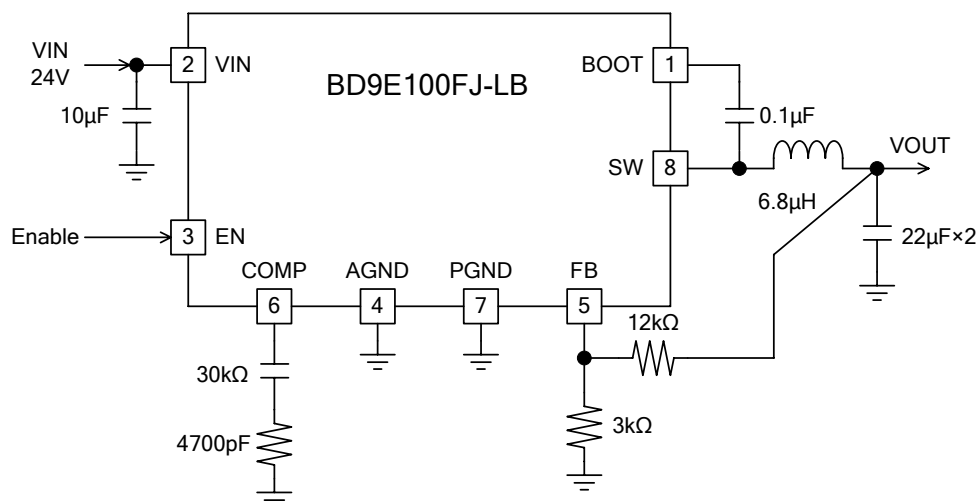 VIN
24V
2
VIN
BD9E100FJ-LB
BOOT
1
10µF
0.1µF
VOUT
SW
8
6.8µH
Enable
3
EN
22µF×2
COMP
AGND
PGND
FB
6
4
7
5
12kΩ
30kΩ
3kΩ
4700pF